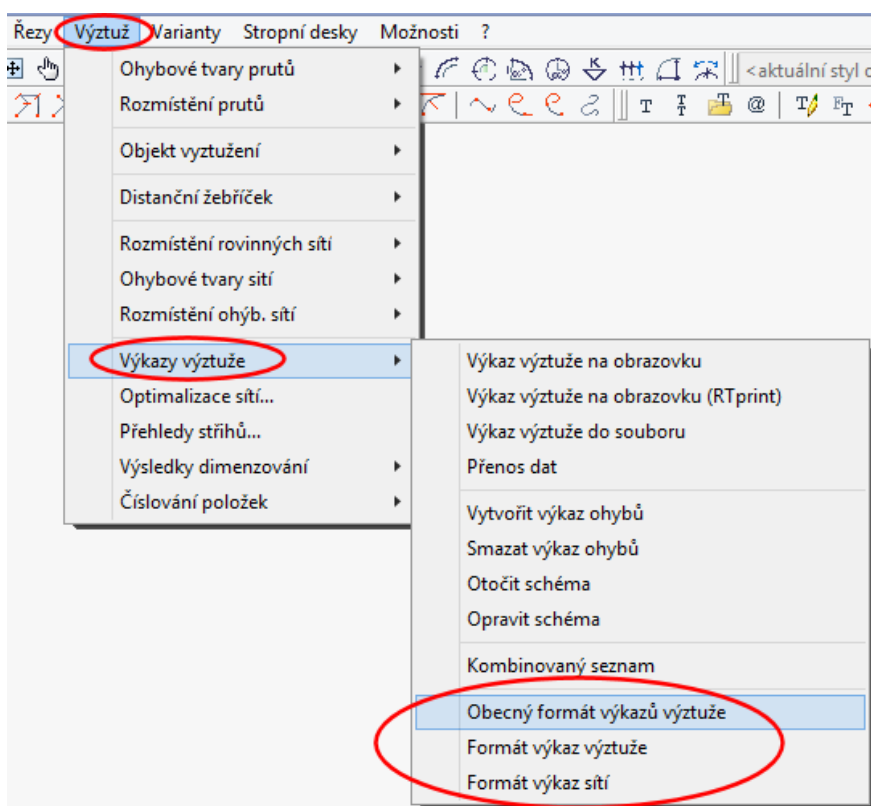 Řezy Výztuž Varianty Stropní desky Možnosti ?
<aktuální styl
T @ T FT
Ohybové tvary prutů
Rozmístění prutů
Objekt vyztužení
Distanční žebříček
Rozmístění rovinných sítí
Ohybové tvary sití
Rozmístění ohýb. sítí
Výkazy výztuže
Optimalizace sítí...
Přehledy střihů...
Výsledky dimenzování
Číslování položek
Výkaz výztuže na obrazovku
Výkaz výztuže na obrazovku (RTprint)
Výkaz výztuže do souboru
Přenos dat
Vytvořit výkaz ohybů
Smazat výkaz ohybů
Otočit schéma
Opravit schéma
Kombinovaný seznam
Obecný formát výkazů výztuže
Formát výkaz výztuže
Formát výkaz sítí